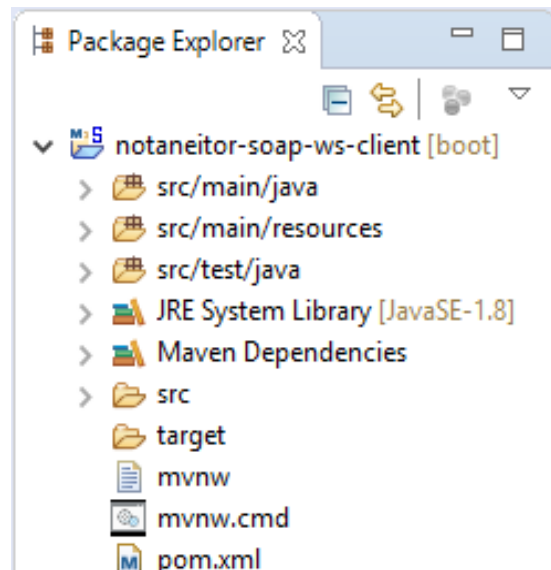 Package Explorer
notaneitor-soap-ws-client [boot]
src/main/java
src/main/resources
src/test/java
JRE System Library [JavaSE-1.8]
Maven Dependencies
src
target
mvnw
mvnw.cmd
pom.xml